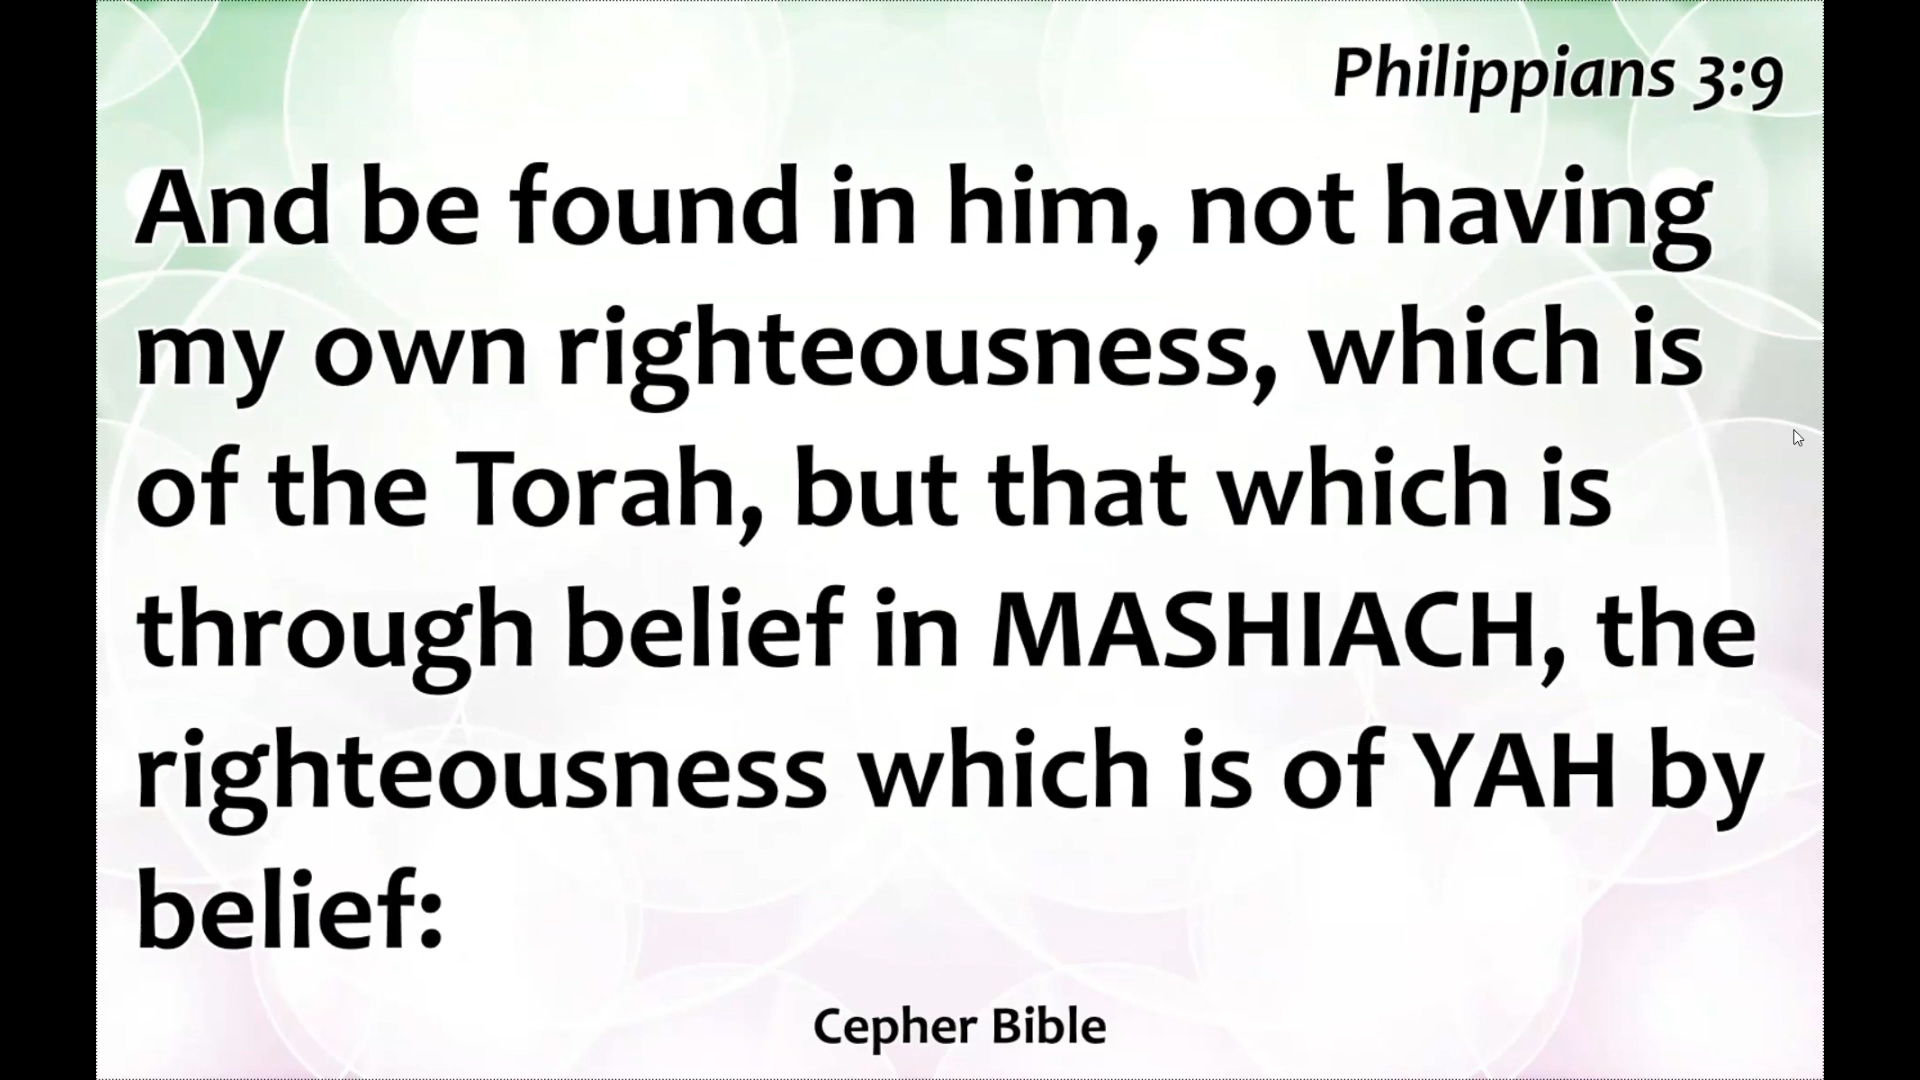 Philippians 3:9
And be found in him, not having
my own righteousness, which is
of the Torah, but that which is
through belief in MASHIACH, the
righteousness which is of YAH by
belief:
Cepher Bible